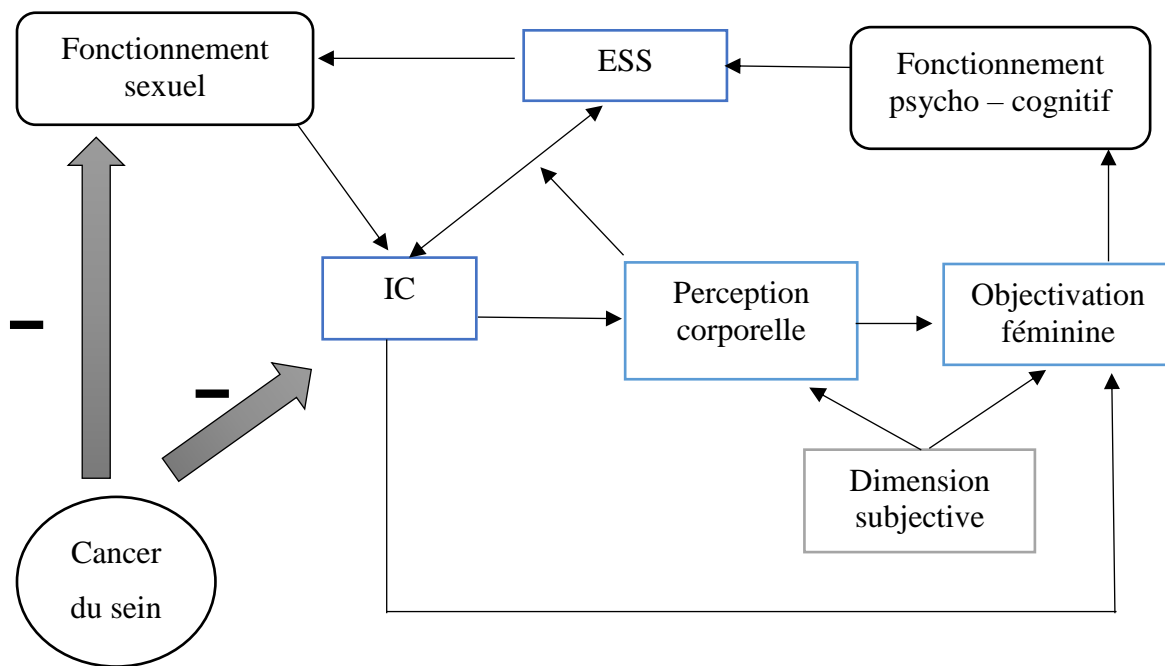 Fonctionnement
sexuel
ESS
Fonctionnement
psycho – cognitif
IC
Perception
corporelle
Objectivation
féminine
–
–
Dimension
subjective
Cancer
du sein